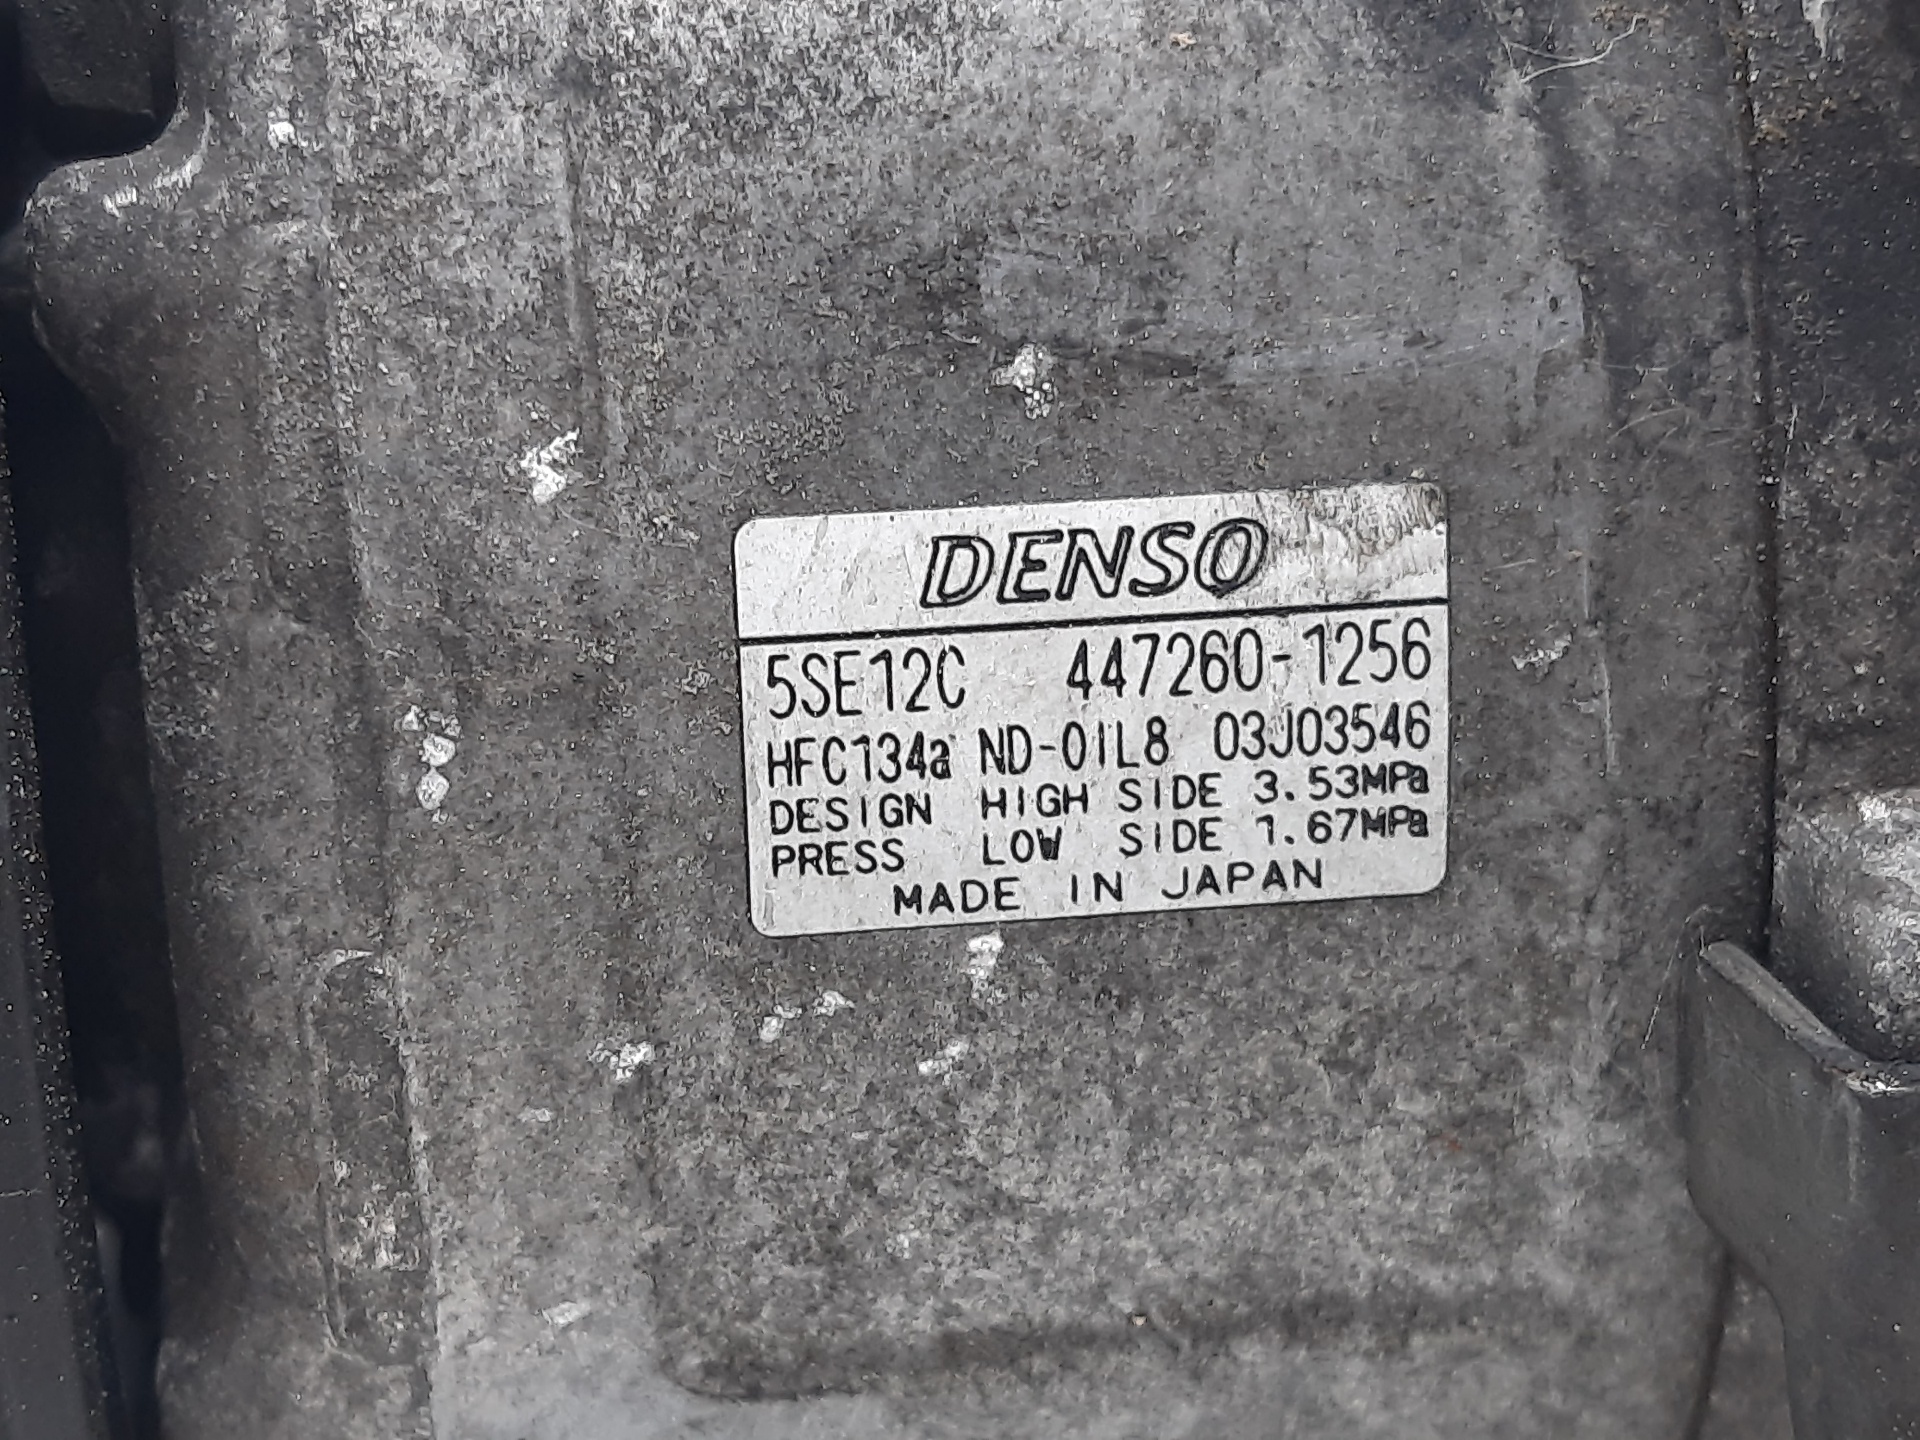 DENSO
5SE12C 447260-1256
HFC134a ND-OIL8 03J03546
DESIGN HIGH SIDE 3.53MPa
PRESS LOW SIDE 1.67MPa
MADE IN JAPAN